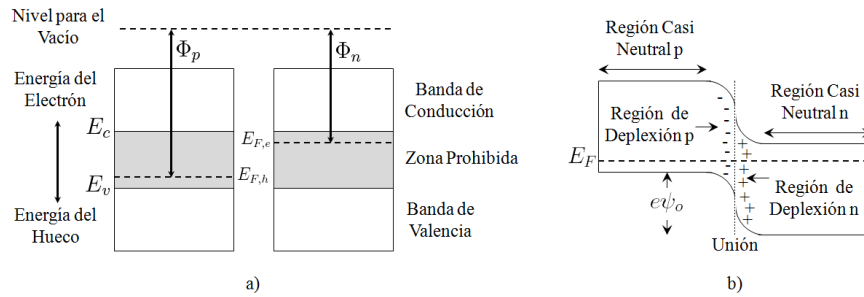 Nivel para el
Vacío
Φp
Φn
Energía del
Electrón
Banda de
Conducción
Ec
EF,e
Zona Prohibida
Ev
EF,h
Energía del
Hueco
Banda de
Valencia
a)
Región Casi
Neutral p
Región Casi
Neutral n
Región de
Deplexión p
EF
eψo
Región de
Deplexión n
Unión
b)